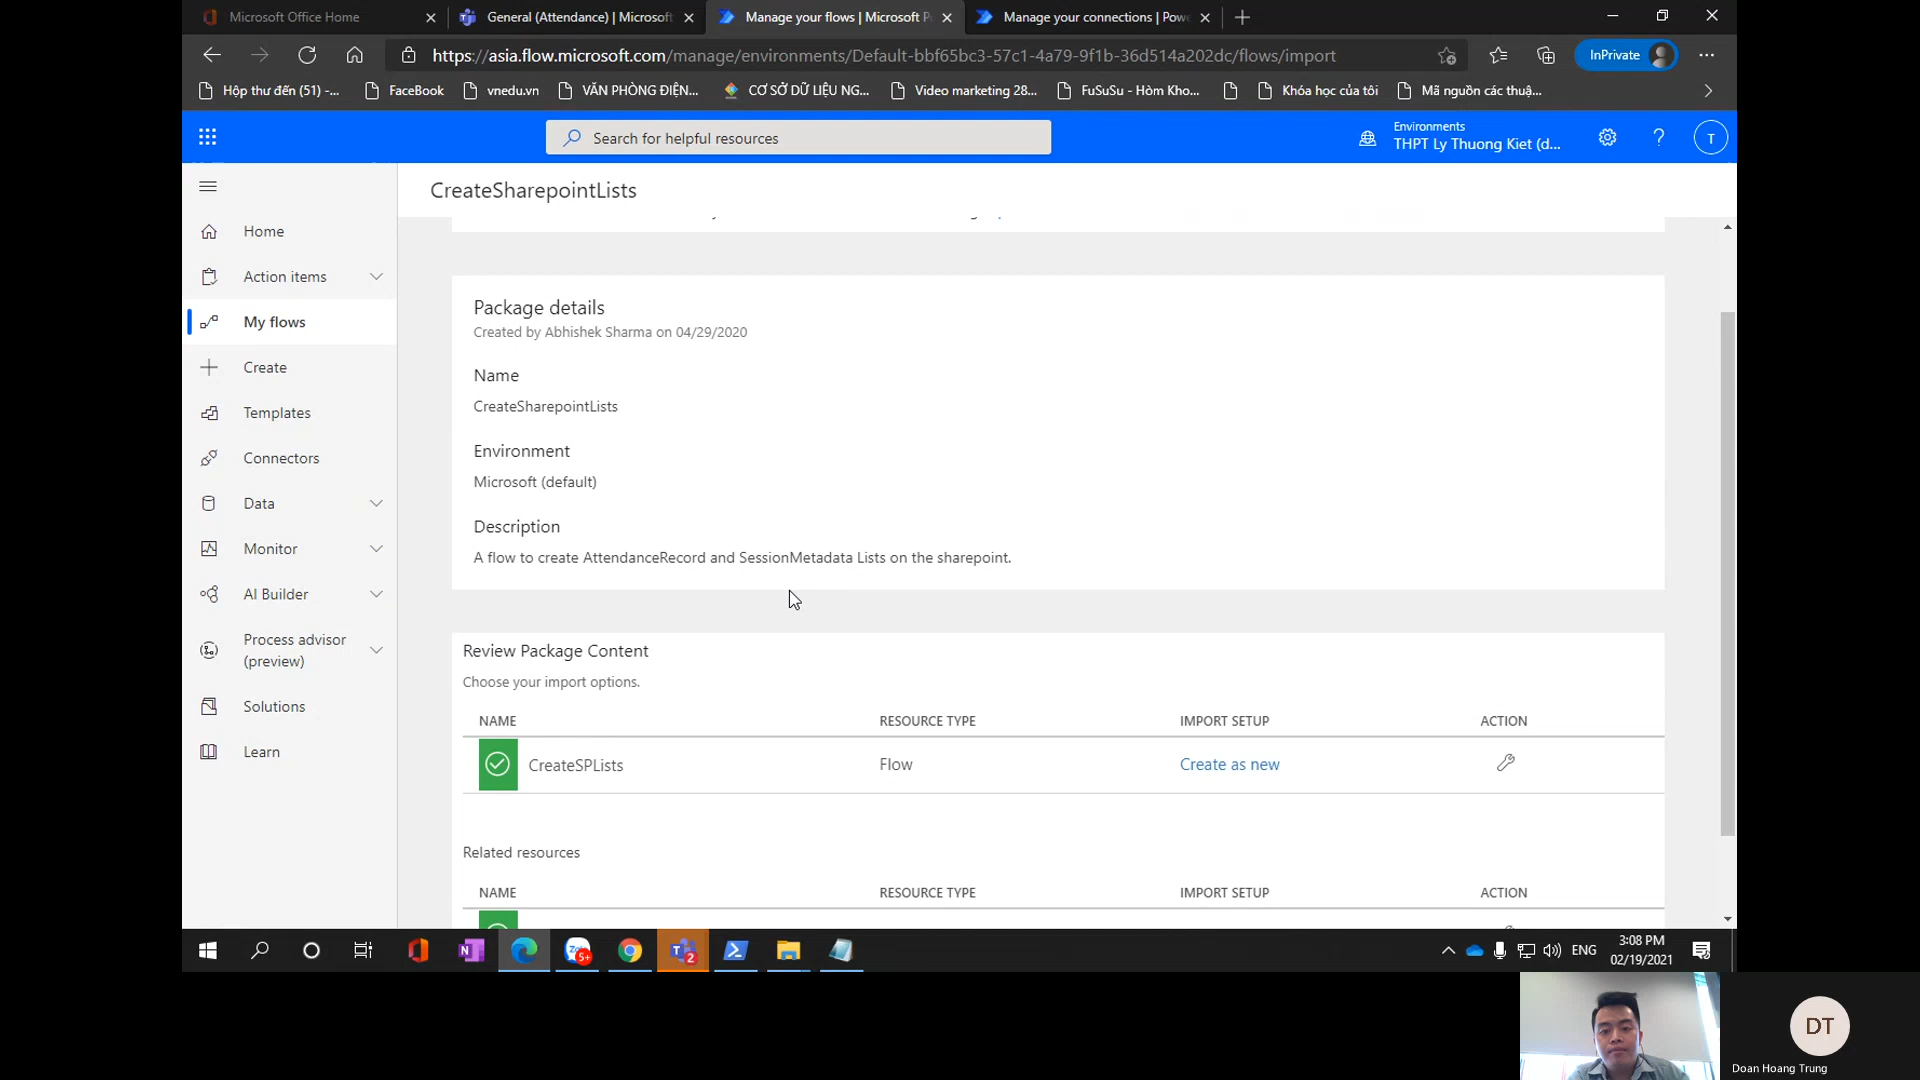 Microsoft Office Home
General (Attendance) | Microsoft
Manage your flows | Microsoft P
Manage your connections | Pow
https://asia.flow.microsoft.com/manage/environments/Default-bbf65bc3-57c1-4a79-9f1b-36d514a202dc/flows/import
InPrivate
Hộp thư đến (51) -...
FaceBook
vnedu.vn
VĂN PHÒNG ĐIỆN...
CƠ SỞ DỮ LIỆU NG...
Video marketing 28...
FuSuSu - Hòm Kho...
Khóa học của tôi
Mã nguồn các thuậ...
Search for helpful resources
Environments
THPT Ly Thuong Kiet (d...
?
T
CreateSharepointLists
Home
Action items
My flows
Create
Templates
Connectors
Data
Monitor
AI Builder
Process advisor
(preview)
Solutions
Learn
Package details
Created by Abhishek Sharma on 04/29/2020
Name
CreateSharepointLists
Environment
Microsoft (default)
Description
A flow to create AttendanceRecord and SessionMetadata Lists on the sharepoint.
Review Package Content
Choose your import options.
NAME RESOURCE TYPE IMPORT SETUP ACTION
CreateSPLists Flow Create as new
Related resources
NAME RESOURCE TYPE IMPORT SETUP ACTION
Zalo
5+
2
ENG
3:08 PM
02/19/2021
DT
Doan Hoang Trung